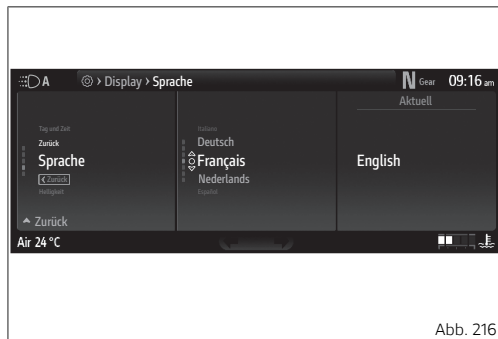 A
Display › Sprache
N Gear
09:16 am
Tag und Zeit
Zurück
Sprache
Zurück
Helligkeit
Zurück
Italiano
Deutsch
Français
Nederlands
Español
Aktuell
English
Air 24 °C
Abb. 216